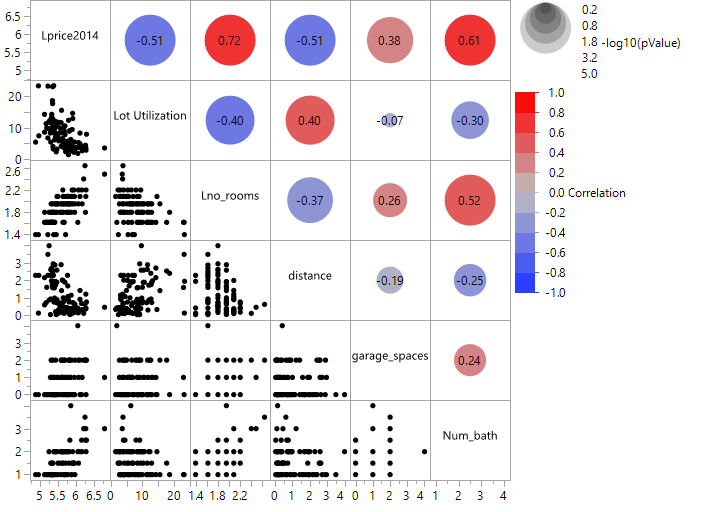 6.5 Lprice2014 -0.51 0.72 -0.51 0.38 0.61 0.2
6 0.8
5.5 1.8 -log10(pValue)
5 3.2
5.0
20 Lot Utilization -0.40 0.40 -0.07 -0.30 1.0
10 0.8
0 0.6
0.4
2.6 0.2
2.2 Lno_rooms -0.37 0.26 0.52 0.0 Correlation
1.8 -0.2
1.4 -0.4
3 distance -0.19 -0.25 -0.6
2 -0.8
1 -1.0
0
3 garage_spaces 0.24
2
1
0
Num_bath
3
2
1
5 5.5 6 6.5 0 10 20 1.4 1.8 2.2 0 1 2 3 4 0 1 2 3 4 1 2 3 4